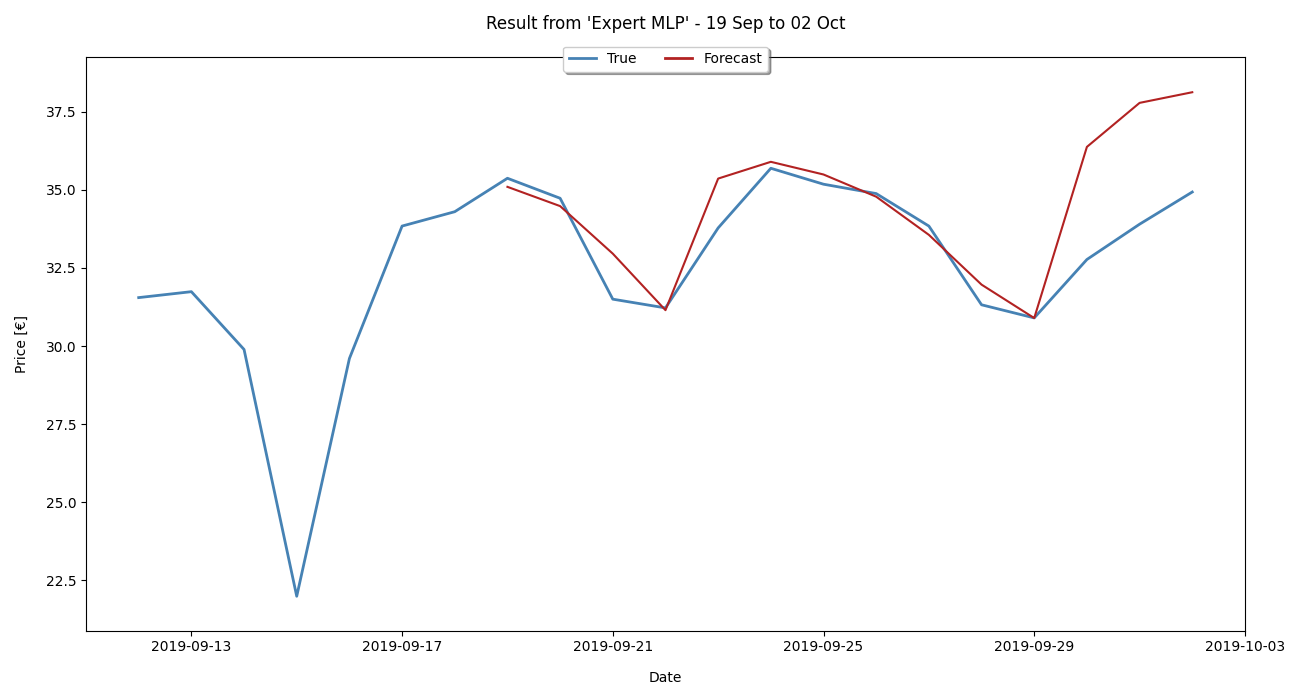 Result from 'Expert MLP' - 19 Sep to 02 Oct
True Forecast
37.5
35.0
32.5
30.0
27.5
25.0
22.5
Price [€]
2019-09-13 2019-09-17 2019-09-21 2019-09-25 2019-09-29 2019-10-03
Date